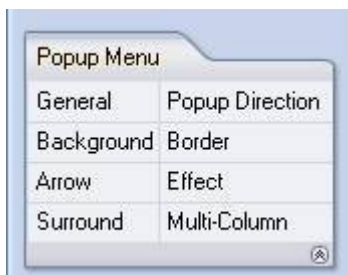 Popup Menu
General Popup Direction
Background Border
Arrow Effect
Surround Multi-Column